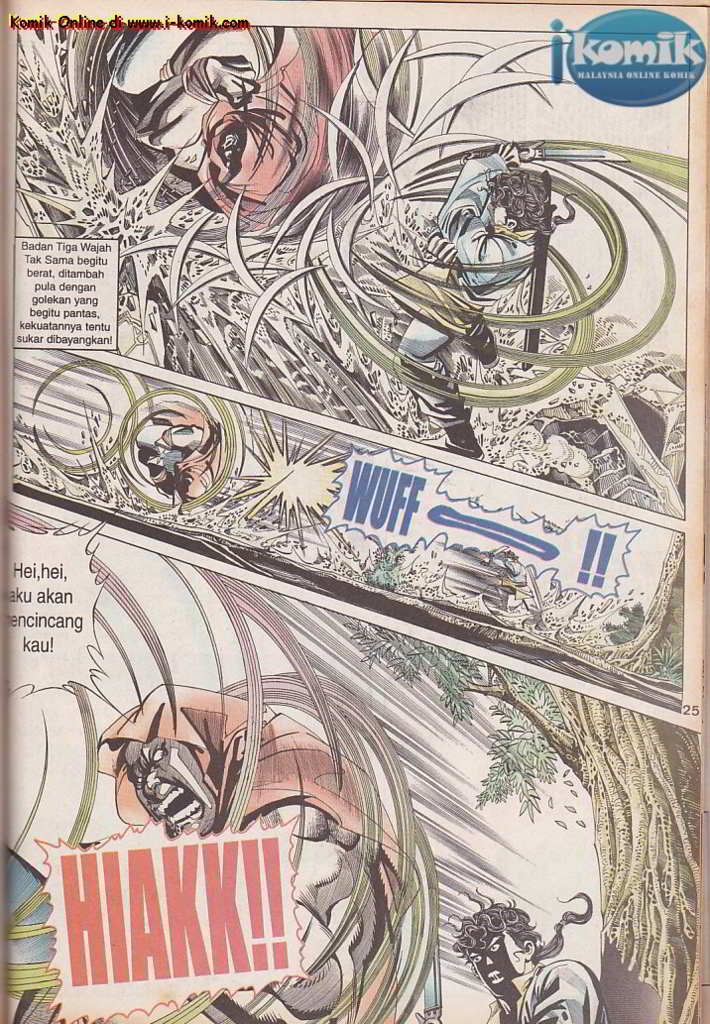 Komik Online di www.i-komik.com
ikomik
MALAYSIA ONLINE KOMIK
Badan Tiga Wajah
Tak Sama begitu
berat, ditambah
pula dengan
golekan yang
begitu pantas,
kekuatannya tentu
sukar dibayangkan!
WUFF
!!
Hei,hei,
aku akan
encincang
kau!
25
HIAKK!!